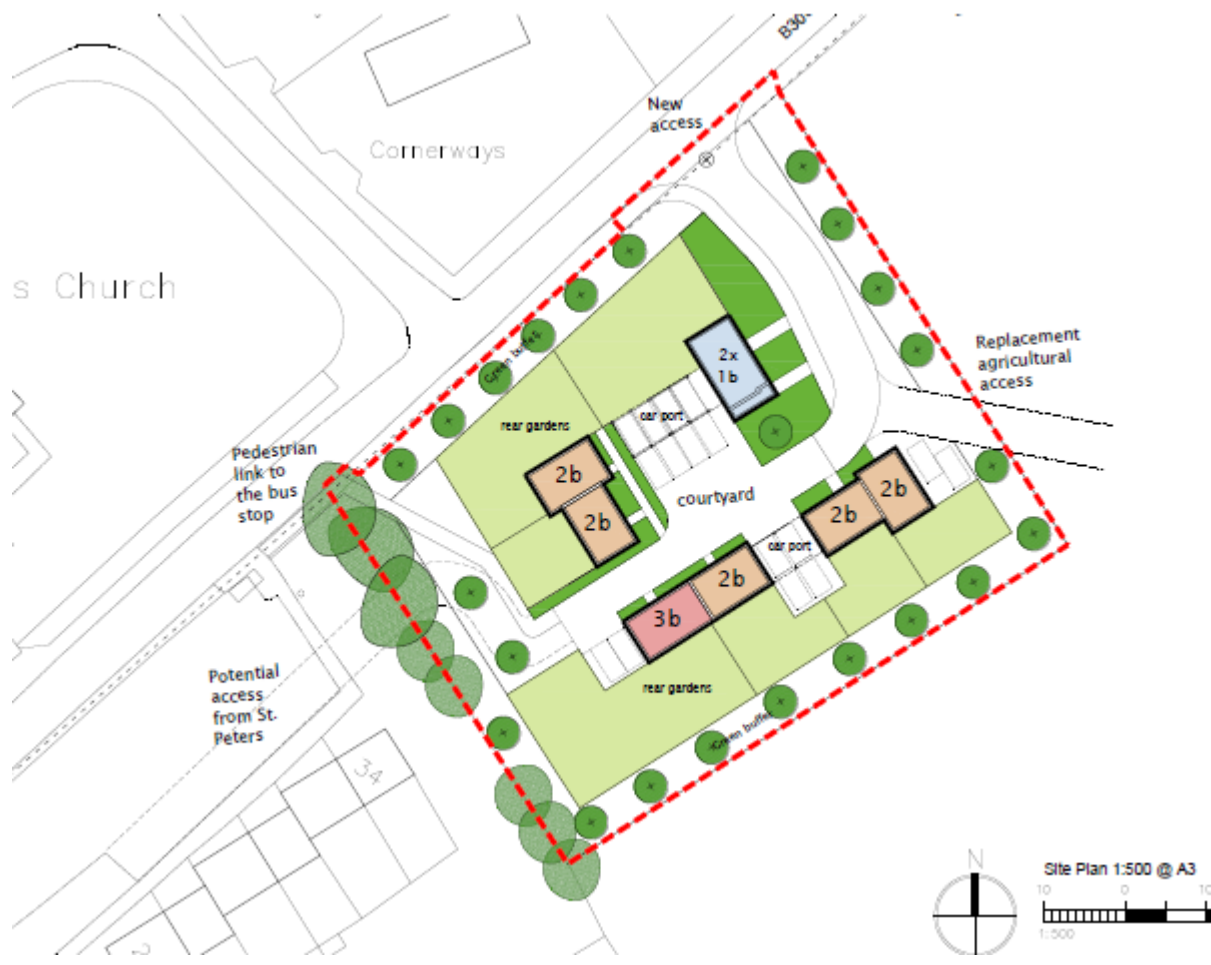 New
access
Cornerways
s Church
Replacement
agricultural
access
Green buffer
2x
1b
car port
rear gardens
Pedestrian
link to
the bus
stop
2b
2b
courtyard
2b
2b
car port
2b
3b
rear gardens
Potential
access
from St.
Peters
Green buffer
34
N
Site Plan 1:500 @ A3
10
0
10
1:500